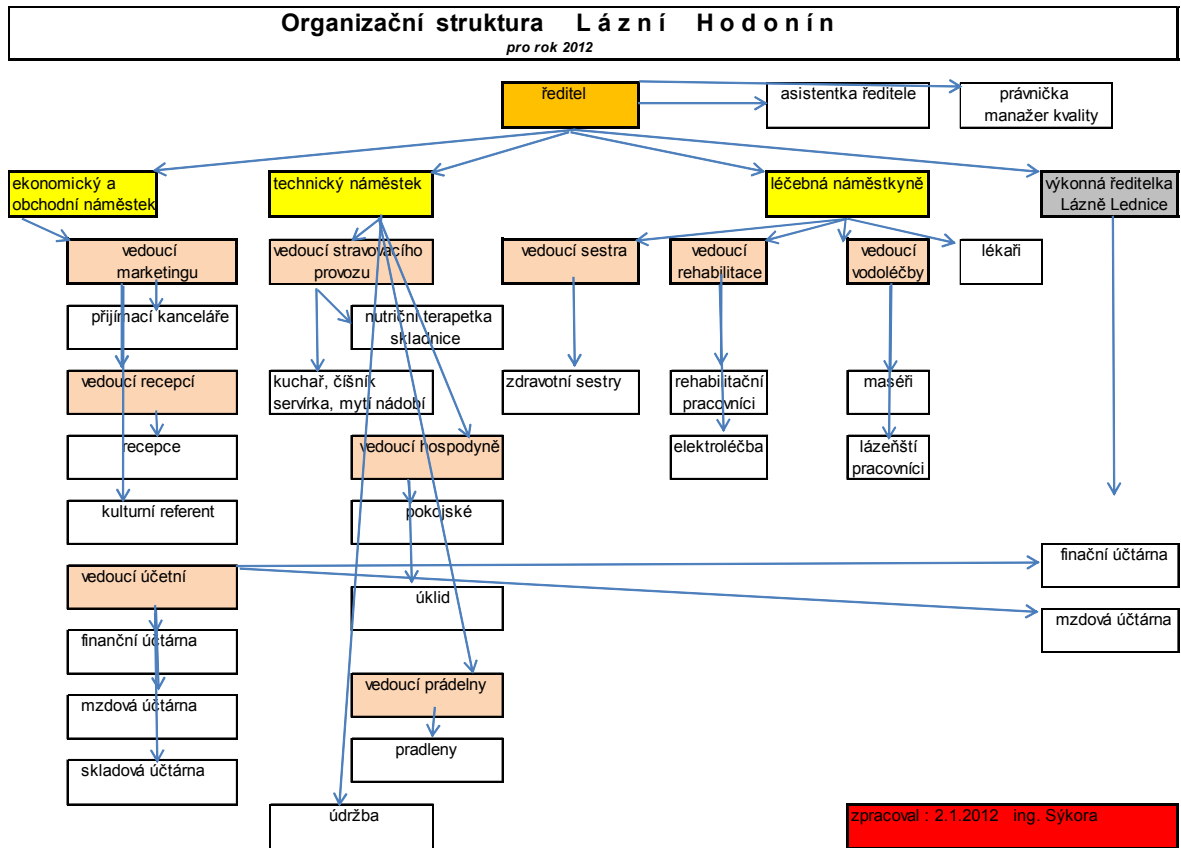 Organizační struktura Lázní Hodonín
pro rok 2012
ředitel
asistentka ředitele
právnička
manažer kvality
ekonomický a
obchodní náměstek
technický náměstek
léčebná náměstkyně
výkonná ředitelka
Lázně Lednice
vedoucí
marketingu
vedoucí stravovacího
provozu
vedoucí sestra
vedoucí
rehabilitace
vedoucí
vodoléčby
lékaři
přijímací kanceláře
nutriční terapetka
skladnice
vedoucí recepcí
kuchař, číšník
servírka, mytí nádobí
zdravotní sestry
rehabilitační
pracovníci
maséři
recepce
vedoucí hospodyně
elektroléčba
lázeňští
pracovníci
kulturní referent
pokojské
finační účtárna
vedoucí účetní
úklid
mzdová účtárna
finanční účtárna
vedoucí prádelny
mzdová účtárna
pradleny
skladová účtárna
údržba
zpracoval : 2.1.2012 ing. Sýkora